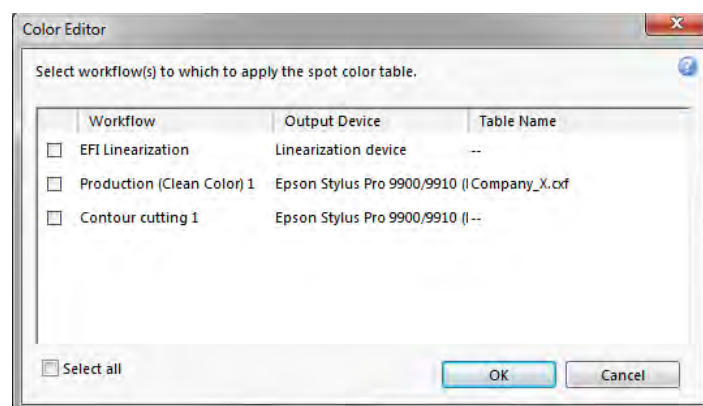 Color Editor
Select workflow(s) to which to apply the spot color table.
Workflow Output Device Table Name
EFI Linearization Linearization device --
Production (Clean Color) 1 Epson Stylus Pro 9900/9910 (I Company_X.cxf
Contour cutting 1 Epson Stylus Pro 9900/9910 (I --
Select all OK Cancel